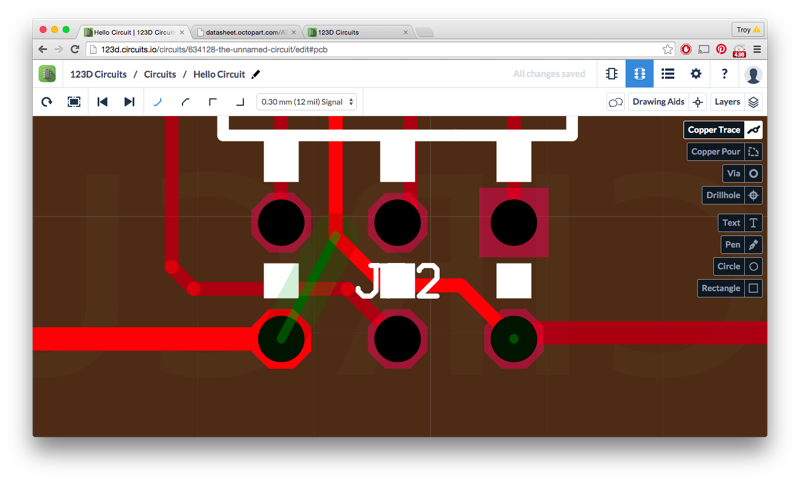 Hello Circuit | 123D Circuits
datasheet.octopart.com/A
123D Circuits
Troy
123d.circuits.io/circuits/634128-the-unnamed-circuit/edit#pcb
123D Circuits / Circuits / Hello Circuit
All changes saved
?
0.30 mm (12 mil) Signal
Drawing Aids
Layers
Copper Trace
Copper Pour
Via
Drillhole
Text T
Pen
Circle
Rectangle